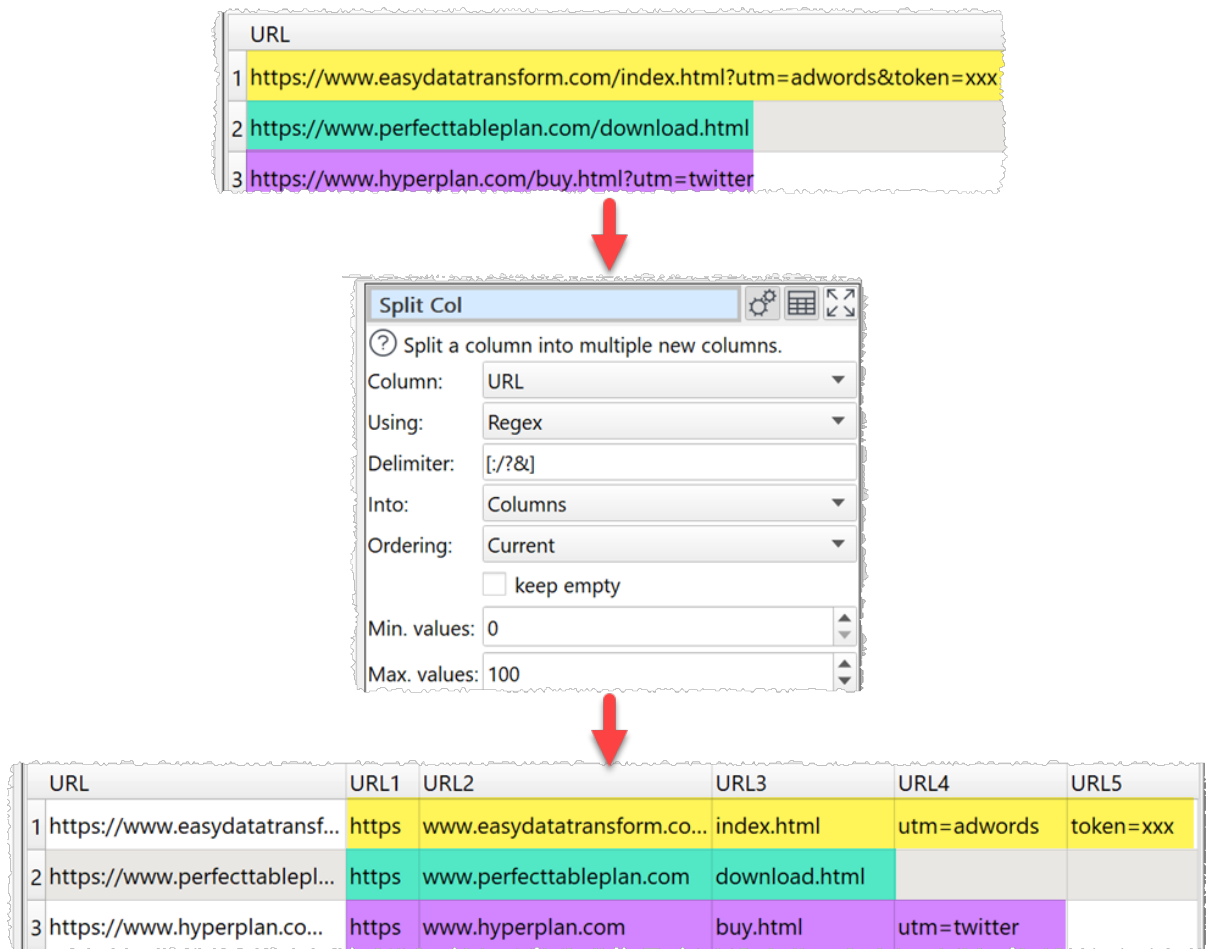 URL
1 https://www.easydatatransform.com/index.html?utm=adwords&token=xxx
2 https://www.perfecttableplan.com/download.html
3 https://www.hyperplan.com/buy.html?utm=twitter
Split Col
? Split a column into multiple new columns.
Column: URL
Using: Regex
Delimiter: [:/?&]
Into: Columns
Ordering: Current
keep empty
Min. values: 0
Max. values: 100
URL URL1 URL2 URL3 URL4 URL5
1 https://www.easydatatransf... https www.easydatatransform.co... index.html utm=adwords token=xxx
2 https://www.perfecttablepl... https www.perfecttableplan.com download.html
3 https://www.hyperplan.co... https www.hyperplan.com buy.html utm=twitter